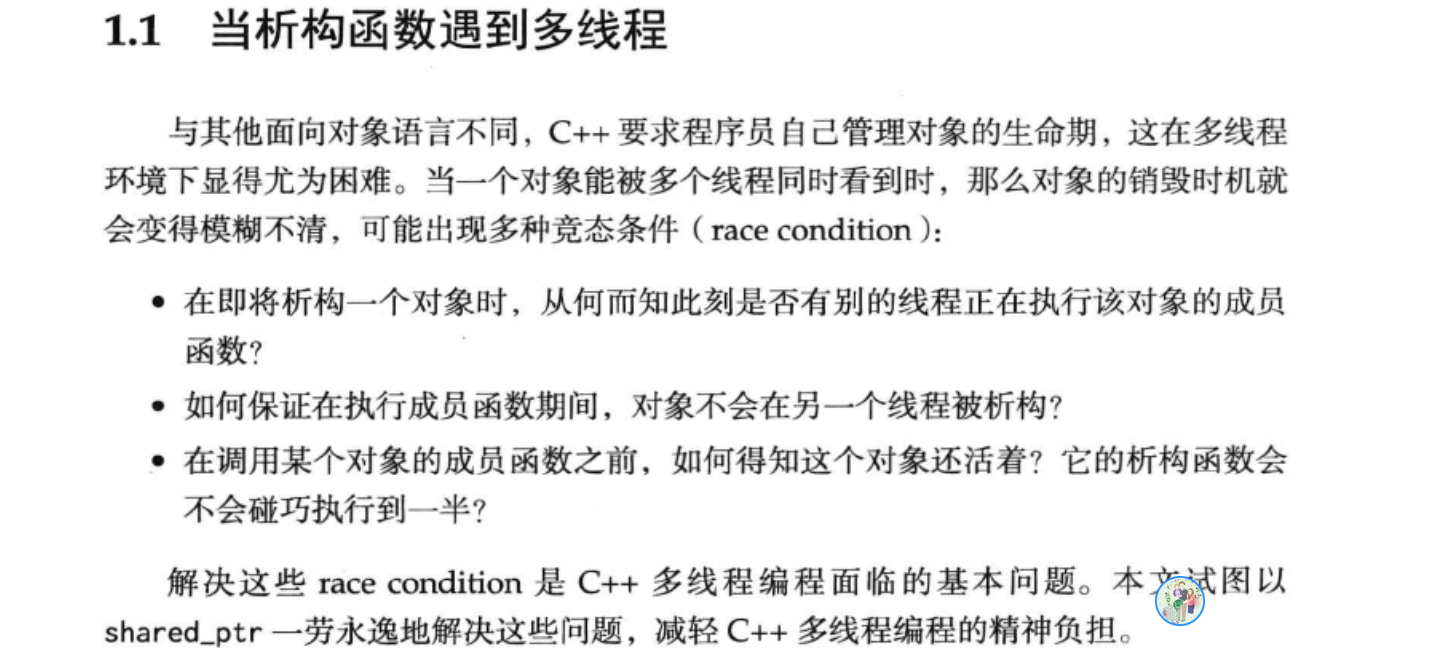 1.1 当析构函数遇到多线程
与其他面向对象语言不同，C++ 要求程序员自己管理对象的生命期，这在多线程
环境下显得尤为困难。当一个对象能被多个线程同时看到时，那么对象的销毁时机就
会变得模糊不清，可能出现多种竞态条件（race condition）：
• 在即将析构一个对象时，从何而知此刻是否有别的线程正在执行该对象的成员
函数？
• 如何保证在执行成员函数期间，对象不会在另一个线程被析构？
• 在调用某个对象的成员函数之前，如何得知这个对象还活着？它的析构函数会
不会碰巧执行到一半？
解决这些 race condition 是 C++ 多线程编程面临的基本问题。本文试图以
shared_ptr 一劳永逸地解决这些问题，减轻 C++ 多线程编程的精神负担。